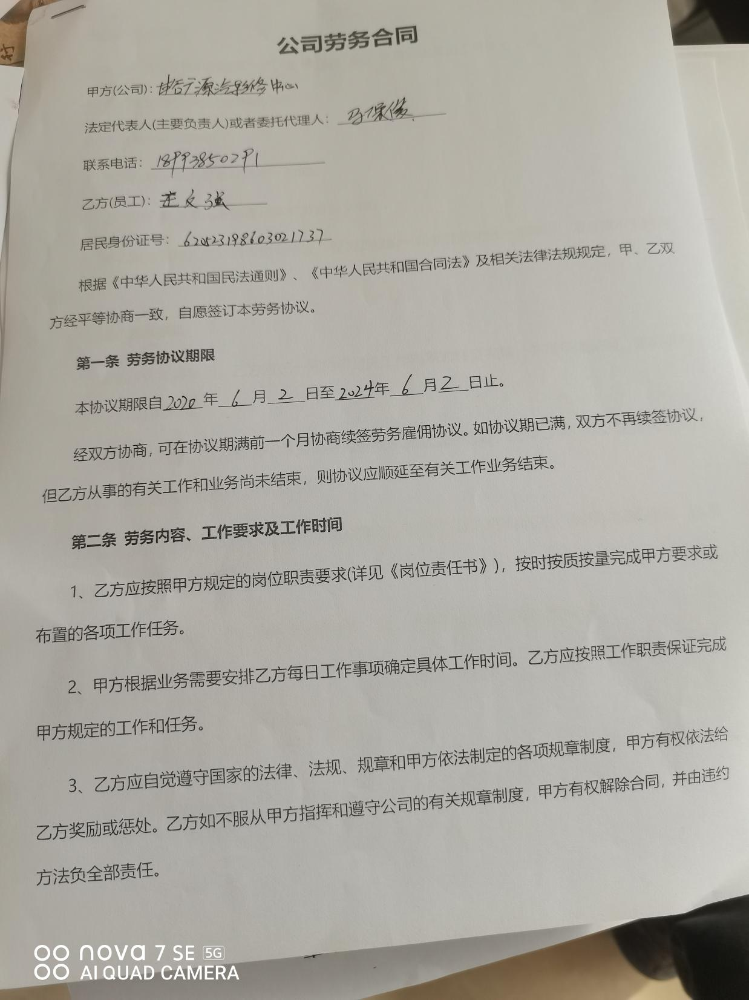 公司劳务合同
甲方(公司):源汽车维修中心
法定代表人(主要负责人)或者委托代理人: 马保俊
联系电话: 18993850291
乙方(员工): 王文强
居民身份证号: 620523198603021737
根据《中华人民共和国民法通则》、《中华人民共和国合同法》及相关法律法规规定，甲、乙双
方经平等协商一致，自愿签订本劳务协议。
第一条 劳务协议期限
本协议期限自2020年6月2日至2024年6月2日止。
经双方协商，可在协议期满前一个月协商续签劳务雇佣协议。如协议期已满，双方不再续签协议，
但乙方从事的有关工作和业务尚未结束，则协议应顺延至有关工作业务结束。
第二条 劳务内容、工作要求及工作时间
1、乙方应按照甲方规定的岗位职责要求(详见《岗位责任书》)，按时按质按量完成甲方要求或
布置的各项工作任务。
2、甲方根据业务需要安排乙方每日工作事项确定具体工作时间。乙方应按照工作职责保证完成
甲方规定的工作和任务。
3、乙方应自觉遵守国家的法律、法规、规章和甲方依法制定的各项规章制度，甲方有权依法给
乙方奖励或惩处。乙方如不服从甲方指挥和遵守公司的有关规章制度，甲方有权解除合同，并由违约
方法负全部责任。
nova 7 SE 5G
AI QUAD CAMERA